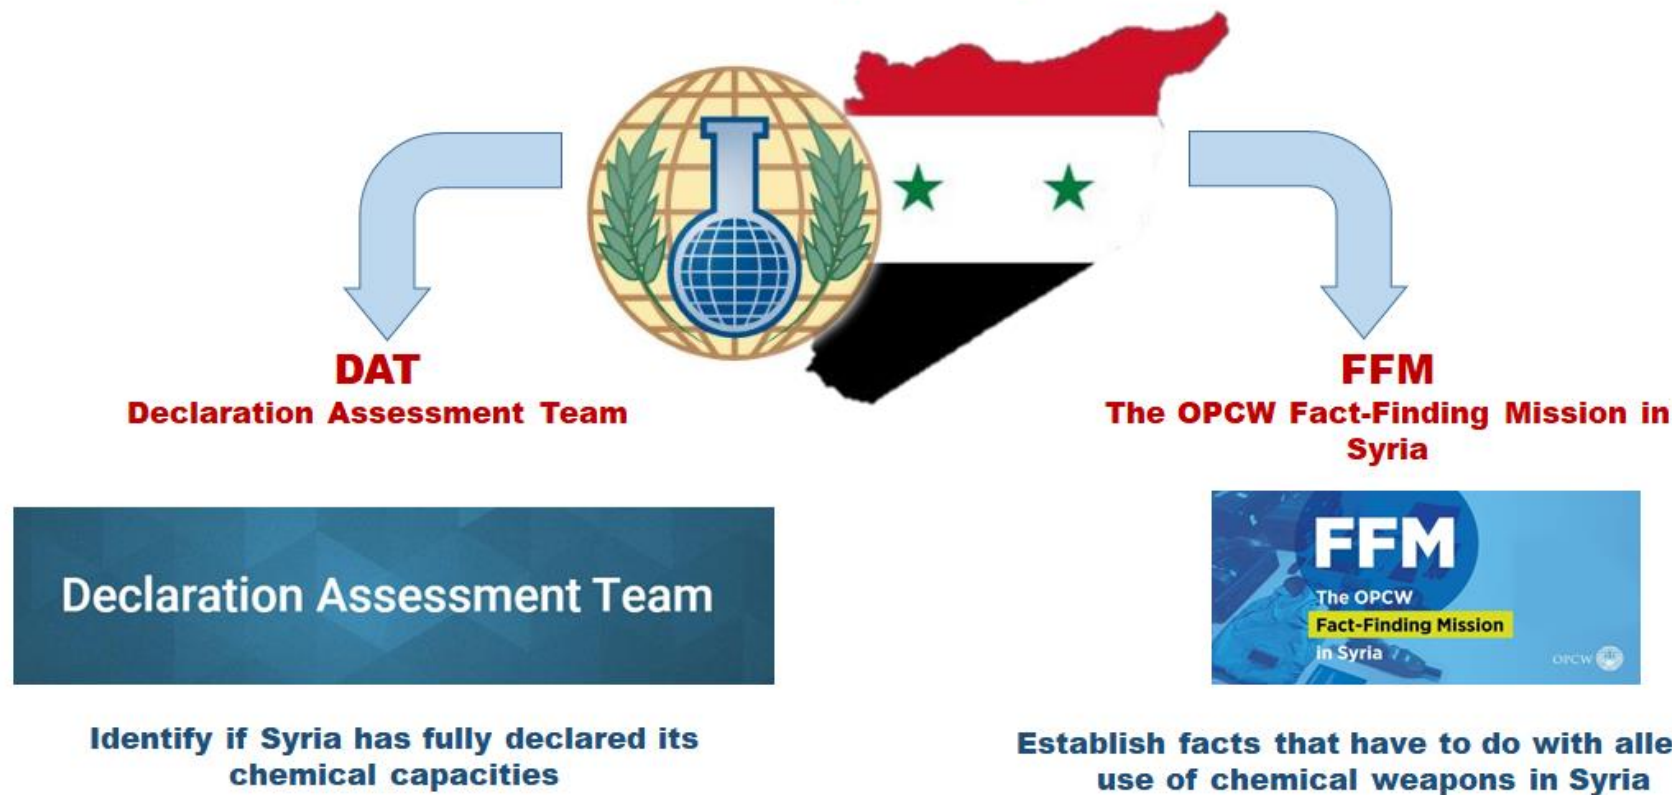 DAT
Declaration Assessment Team
FFM
The OPCW Fact-Finding Mission in
Syria
Declaration Assessment Team
FFM
The OPCW
Fact-Finding Mission
in Syria
OPCW
Identify if Syria has fully declared its
chemical capacities
Establish facts that have to do with alle
use of chemical weapons in Syria